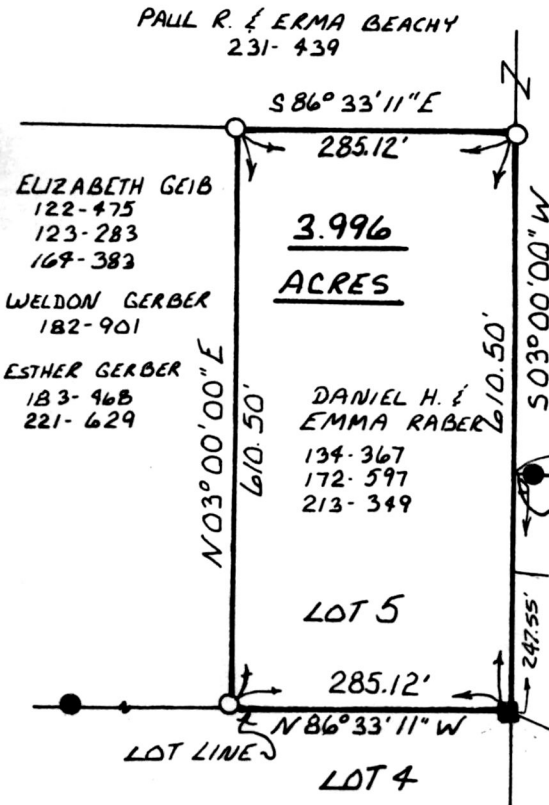 PAUL R. & ERMA BEACHY
231-439
N
S 86° 33' 11" E
285.12'
ELIZABETH GEIB
122-475
123-283
164-383
3.996
ACRES
WELDON GERBER
182-901
ESTHER GERBER
183-468
221-629
N 03° 00' 00" E
610.50'
610.50'
S 03° 00' 00" W
DANIEL H. &
EMMA RABER
134-367
172-597
213-349
LOT 5
247.55'
285.12'
N 86° 33' 11" W
LOT LINE
LOT 4